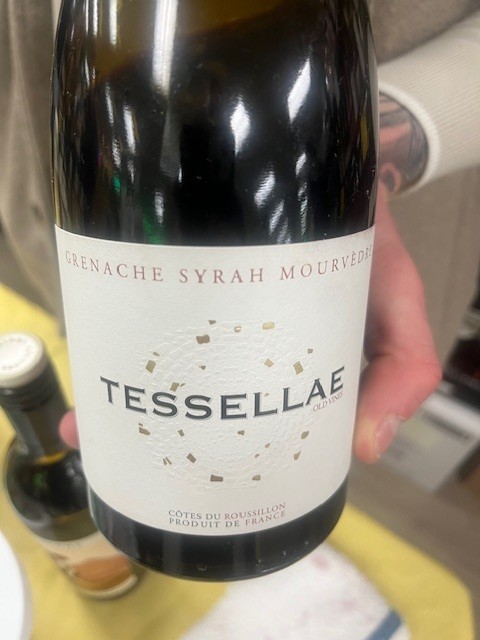 GRENACHE SYRAH MOURVÈDRE
TESSELLAE
OLD VINES
CÔTES DU ROUSSILLON
PRODUIT DE FRANCE